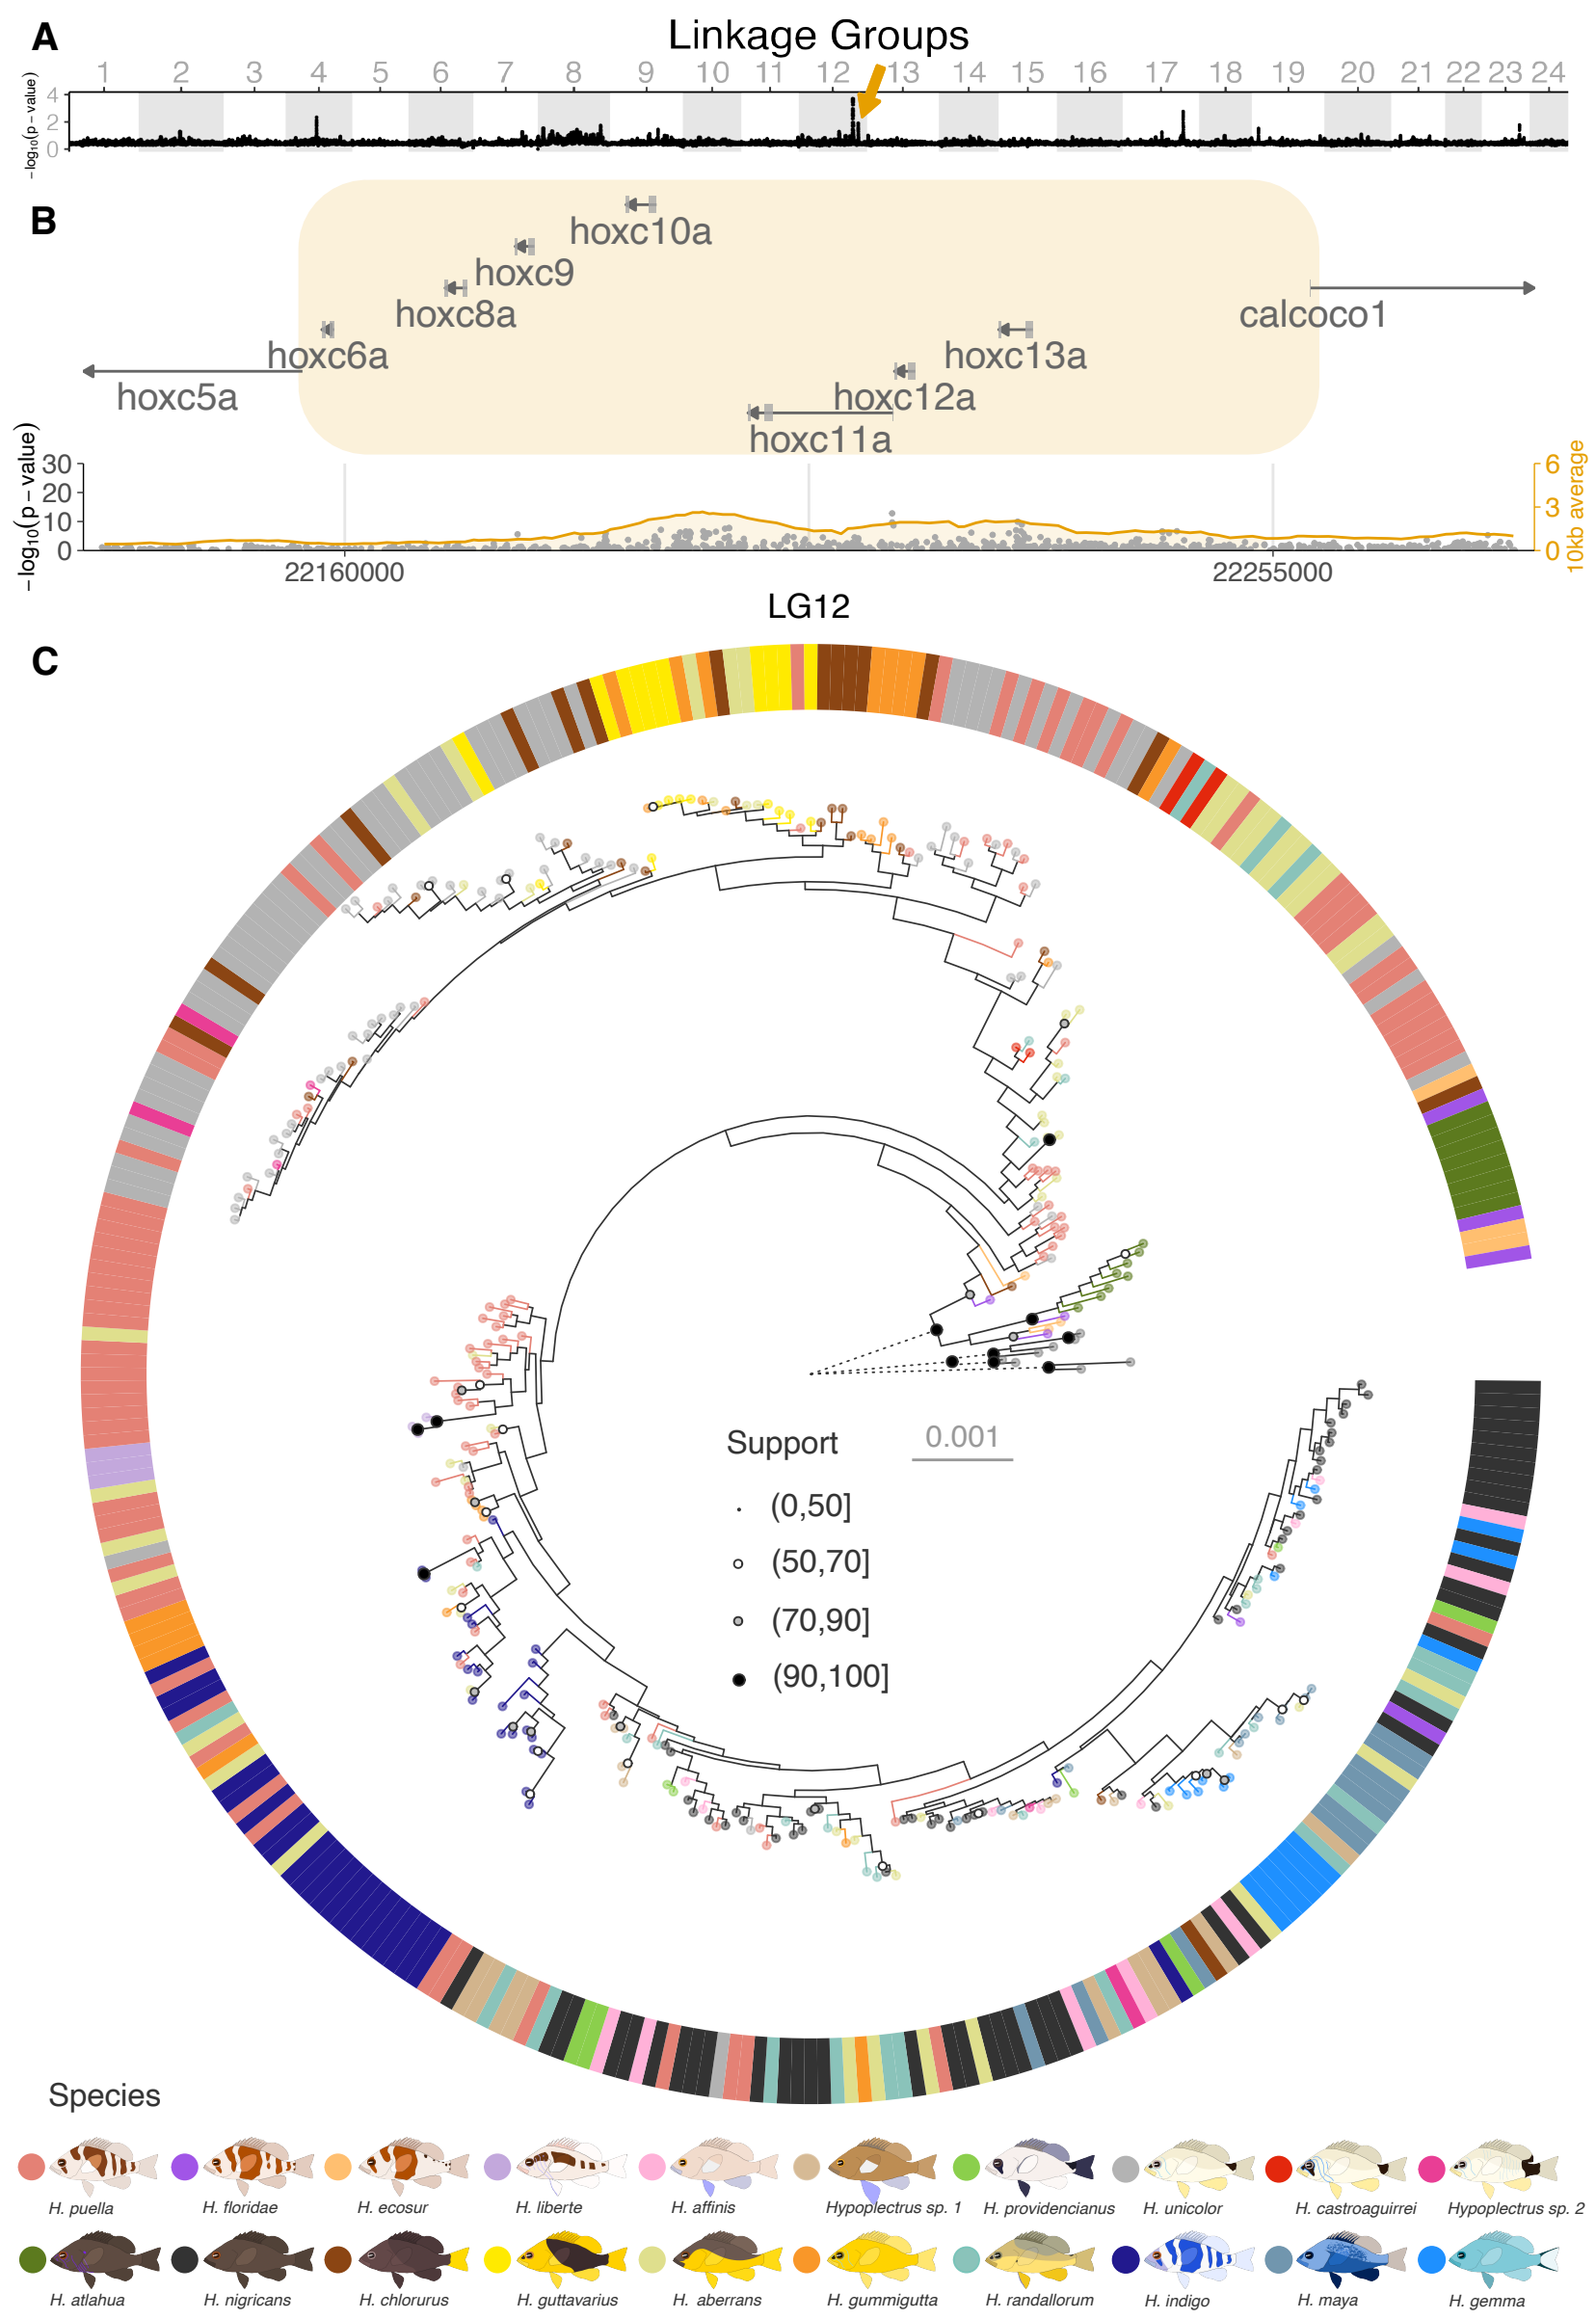 A
Linkage Groups
1 2 3 4 5 6 7 8 9 10 11 12 13 14 15 16 17 18 19 20 21 22 23 24
−log10(p−value)
4
2
0
B
hoxc10a
hoxc9
hoxc8a
calcoco1
hoxc6a
hoxc13a
hoxc5a
hoxc12a
hoxc11a
−log10(p−value)
30
20
10
0
6
3
0
10kb average
22160000
22255000
LG12
C
Support
0.001
(0,50]
(50,70]
(70,90]
(90,100]
Species
H. puella
H. floridae
H. ecosur
H. liberte
H. affinis
Hypoplectrus sp. 1
H. providencianus
H. unicolor
H. castroaguirrei
Hypoplectrus sp. 2
H. atlahua
H. nigricans
H. chlorurus
H. guttavarius
H. aberrans
H. gummigutta
H. randallorum
H. indigo
H. maya
H. gemma